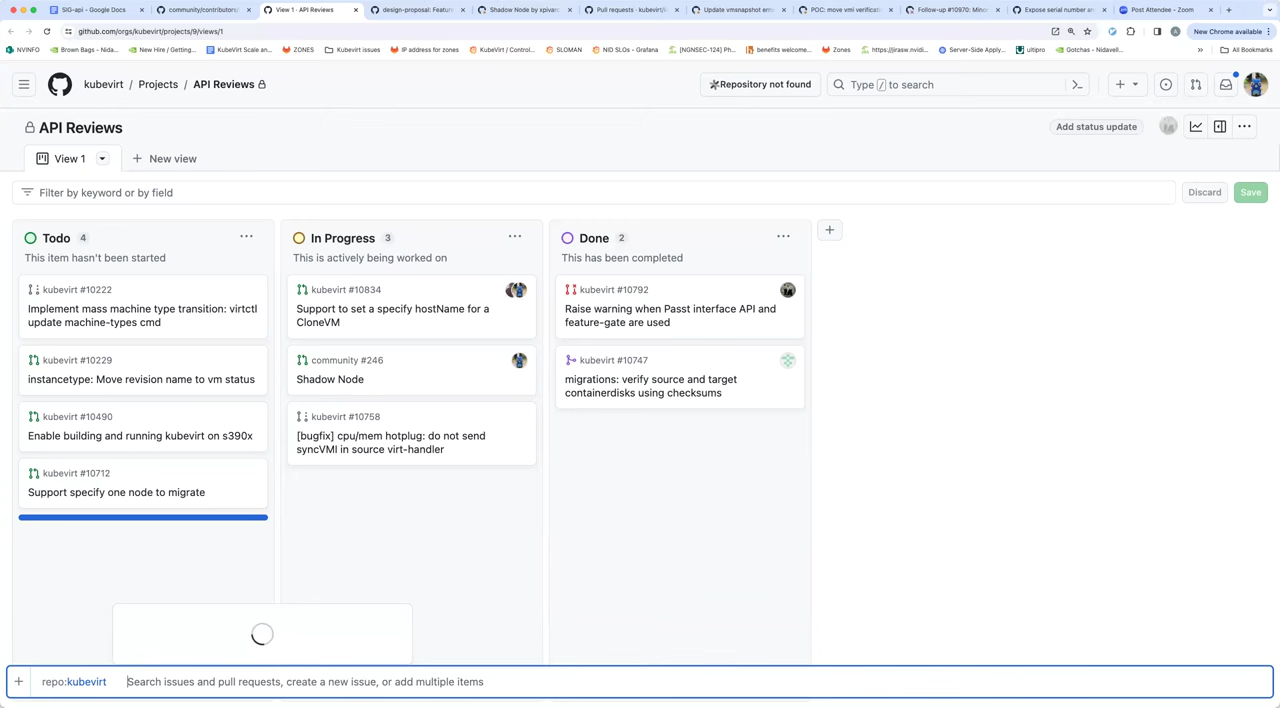 SIG-api - Google Docs
community/contributors/
View 1 · API Reviews
design-proposal: Featur
Shadow Node by xpivarc
Pull requests · kubevirt/k
Update vmsnapshot erro
POC: move vmi verificati
Follow-up #10970: Mino
Expose serial number an
Post Attendee - Zoom
github.com/orgs/kubevirt/projects/9/views/1
New Chrome available
NVINFO
Brown Bags - Nida...
New Hire / Getting...
KubeVirt Scale an...
ZONES
Kubevirt issues
IP address for zones
KubeVirt / Control...
SLOMAN
NID SLOs - Grafana
[NGNSEC-124] Ph...
benefits welcome...
Zones
https://jirasw.nvidi...
Server-Side Apply...
ultipro
Gotchas - Nidavell...
All Bookmarks
kubevirt / Projects / API Reviews
Repository not found
Type / to search
API Reviews
Add status update
View 1
New view
Filter by keyword or by field
Discard
Save
Todo 4
This item hasn't been started
kubevirt #10222
Implement mass machine type transition: virtctl
update machine-types cmd
kubevirt #10229
instancetype: Move revision name to vm status
kubevirt #10490
Enable building and running kubevirt on s390x
kubevirt #10712
Support specify one node to migrate
In Progress 3
This is actively being worked on
kubevirt #10834
Support to set a specify hostName for a
CloneVM
community #246
Shadow Node
kubevirt #10758
[bugfix] cpu/mem hotplug: do not send
syncVMI in source virt-handler
Done 2
This has been completed
kubevirt #10792
Raise warning when Passt interface API and
feature-gate are used
kubevirt #10747
migrations: verify source and target
containerdisks using checksums
repo:kubevirt
Search issues and pull requests, create a new issue, or add multiple items